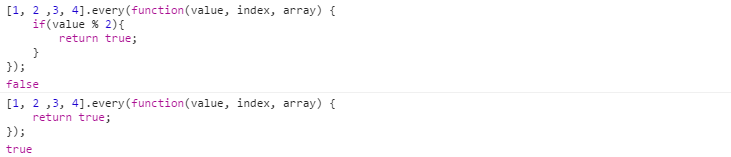 [1, 2 ,3, 4].every(function(value, index, array) {
    if(value % 2){
        return true;
    }
});
false
[1, 2 ,3, 4].every(function(value, index, array) {
    return true;
});
true